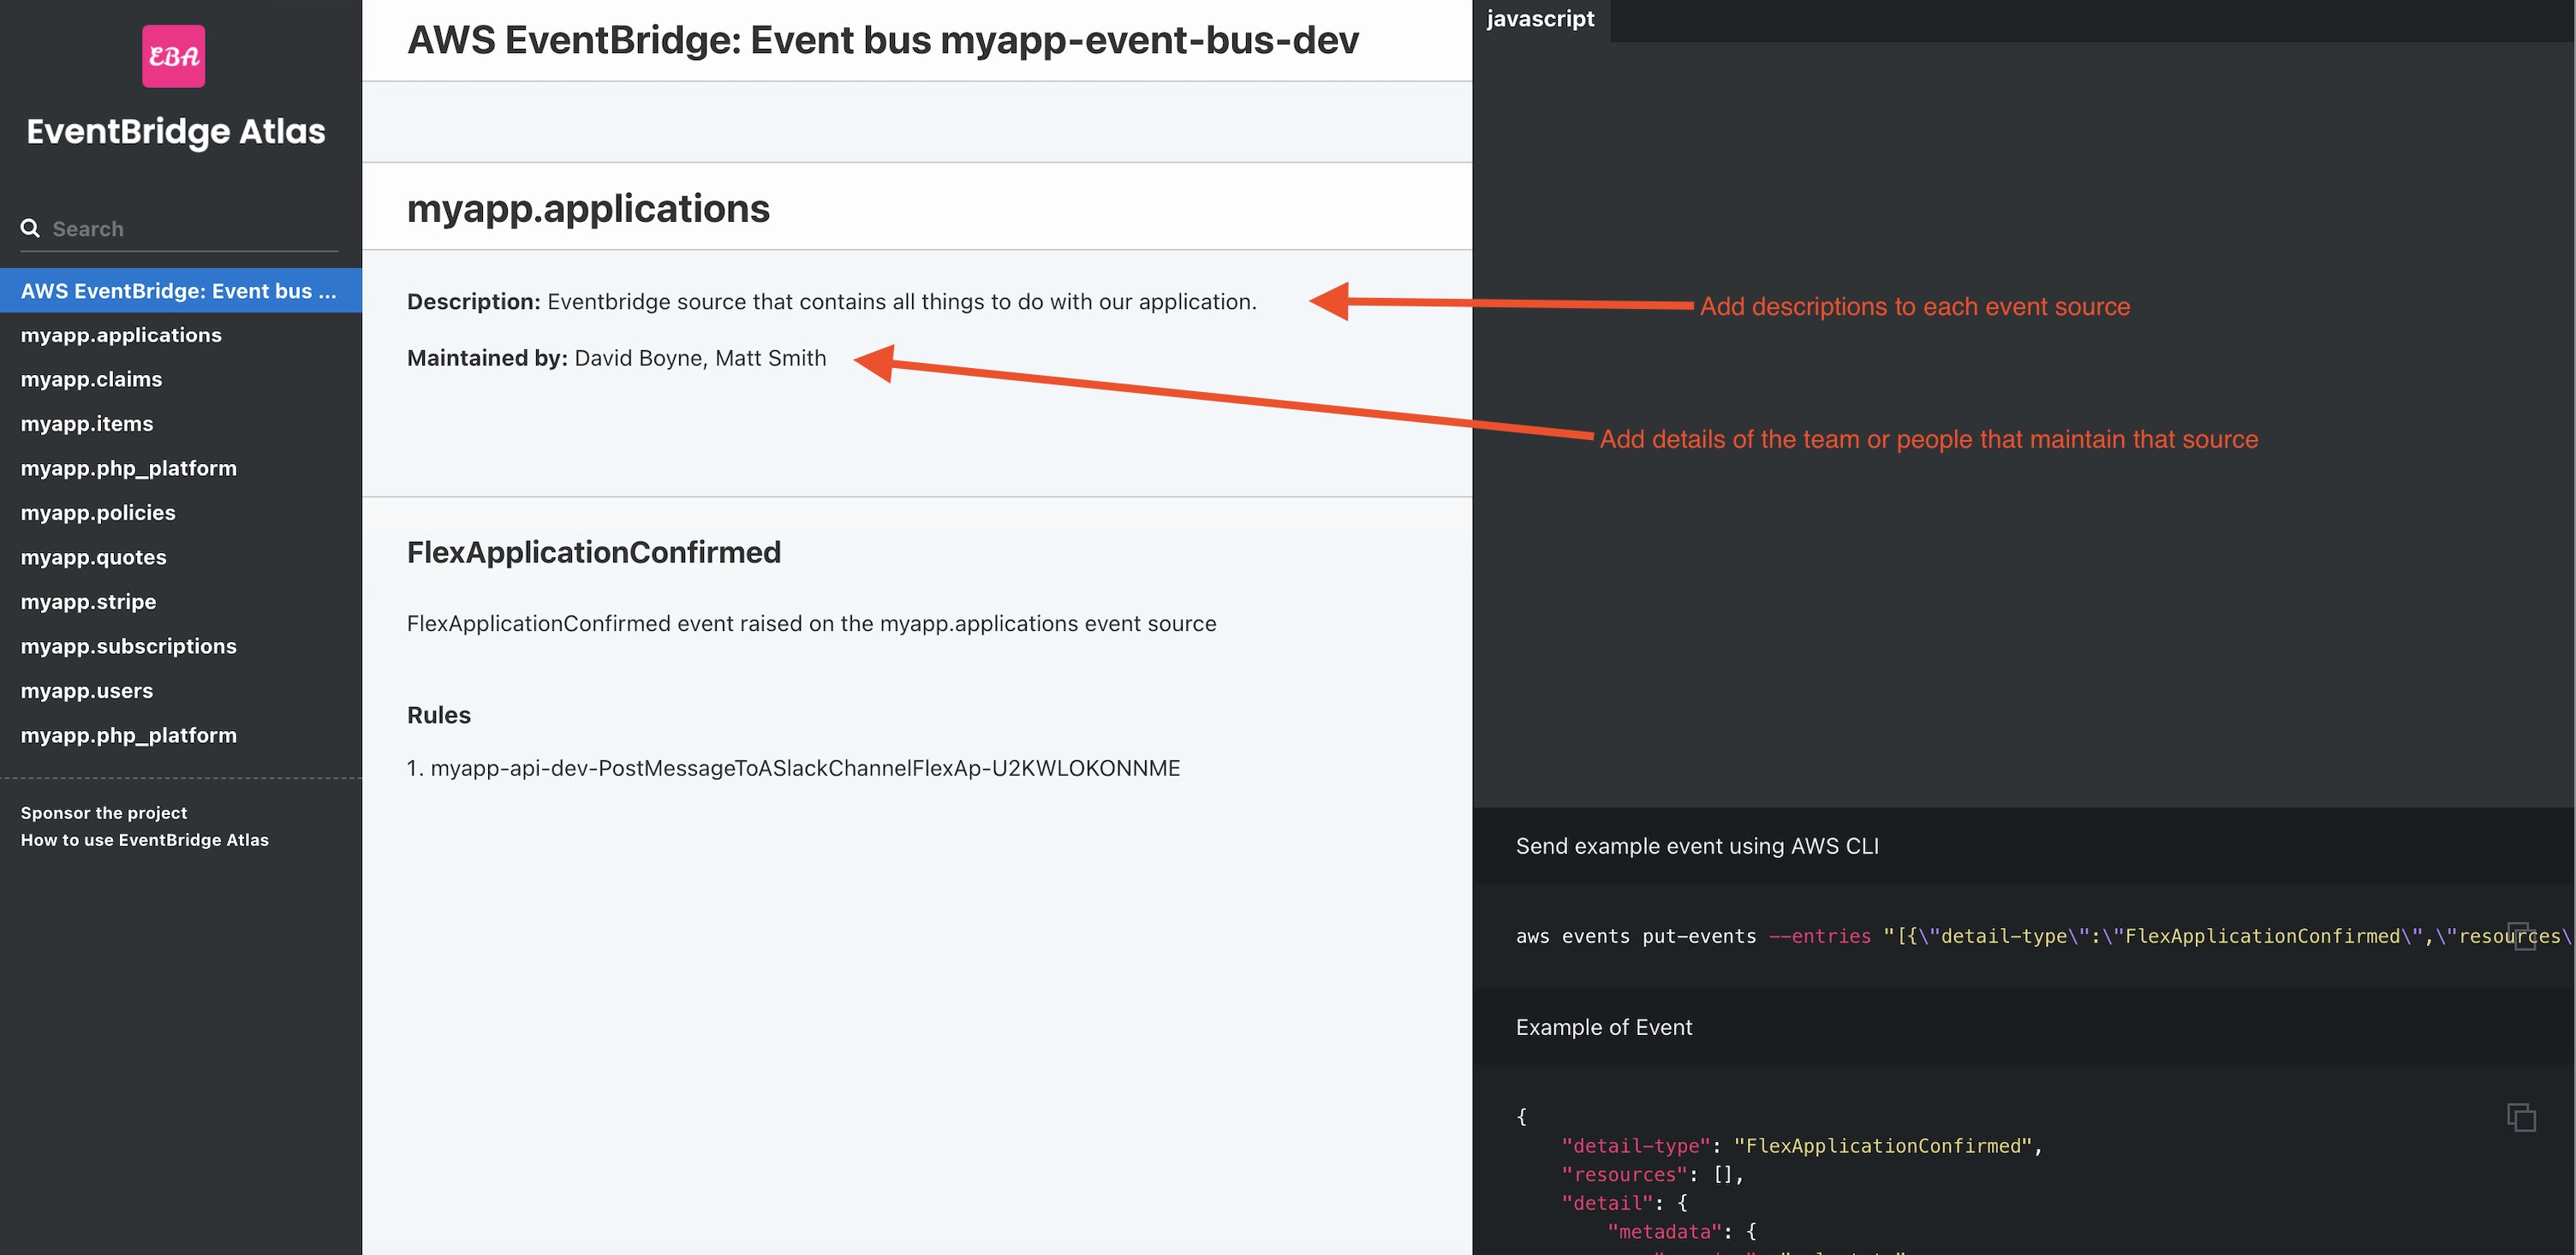 EBA
EventBridge Atlas
Search
AWS EventBridge: Event bus ...
myapp.applications
myapp.claims
myapp.items
myapp.php_platform
myapp.policies
myapp.quotes
myapp.stripe
myapp.subscriptions
myapp.users
myapp.php_platform
Sponsor the project
How to use EventBridge Atlas
AWS EventBridge: Event bus myapp-event-bus-dev
myapp.applications
Description: Eventbridge source that contains all things to do with our application.
Maintained by: David Boyne, Matt Smith
FlexApplicationConfirmed
FlexApplicationConfirmed event raised on the myapp.applications event source
Rules
1. myapp-api-dev-PostMessageToASlackChannelFlexAp-U2KWLOKONNME
javascript
Add descriptions to each event source
Add details of the team or people that maintain that source
Send example event using AWS CLI
aws events put-events --entries "[{\"detail-type\":\"FlexApplicationConfirmed\",\"resources\
Example of Event
{
"detail-type": "FlexApplicationConfirmed",
"resources": [],
"detail": {
"metadata": {